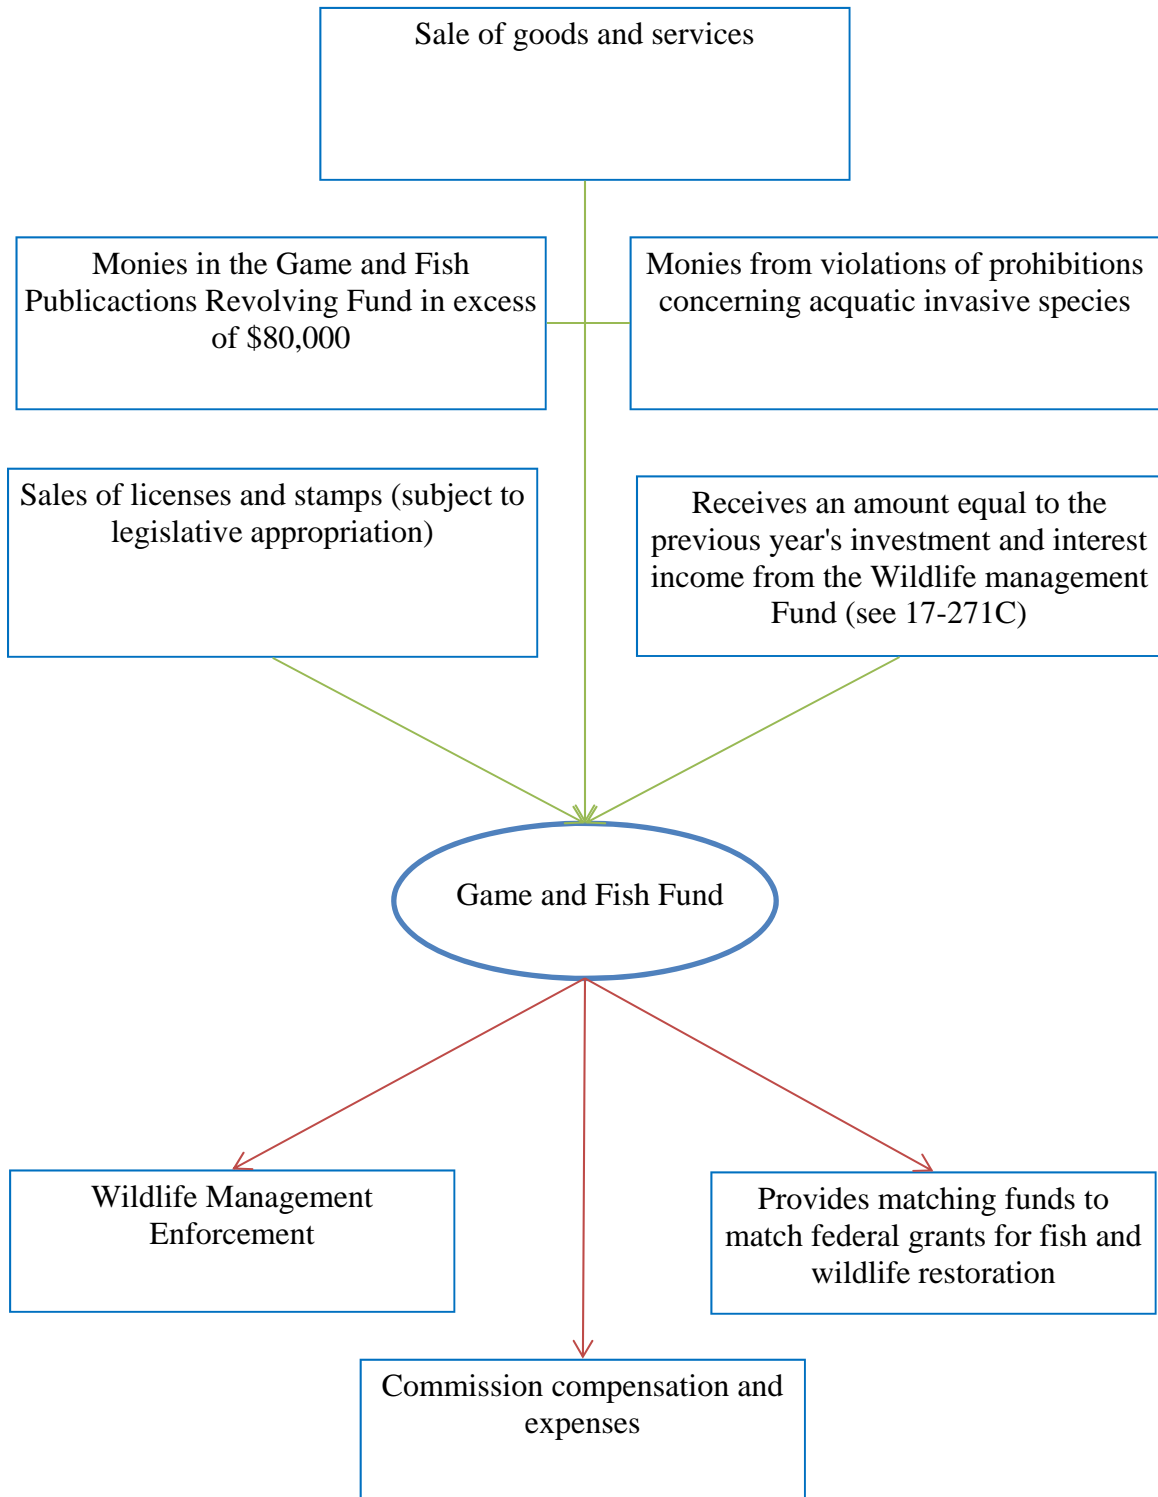 Sale of goods and services
Monies in the Game and Fish
Publicactions Revolving Fund in excess
of $80,000
Monies from violations of prohibitions
concerning acquatic invasive species
Sales of licenses and stamps (subject to
legislative appropriation)
Receives an amount equal to the
previous year's investment and interest
income from the Wildlife management
Fund (see 17-271C)
Game and Fish Fund
Wildlife Management
Enforcement
Provides matching funds to
match federal grants for fish and
wildlife restoration
Commission compensation and
expenses